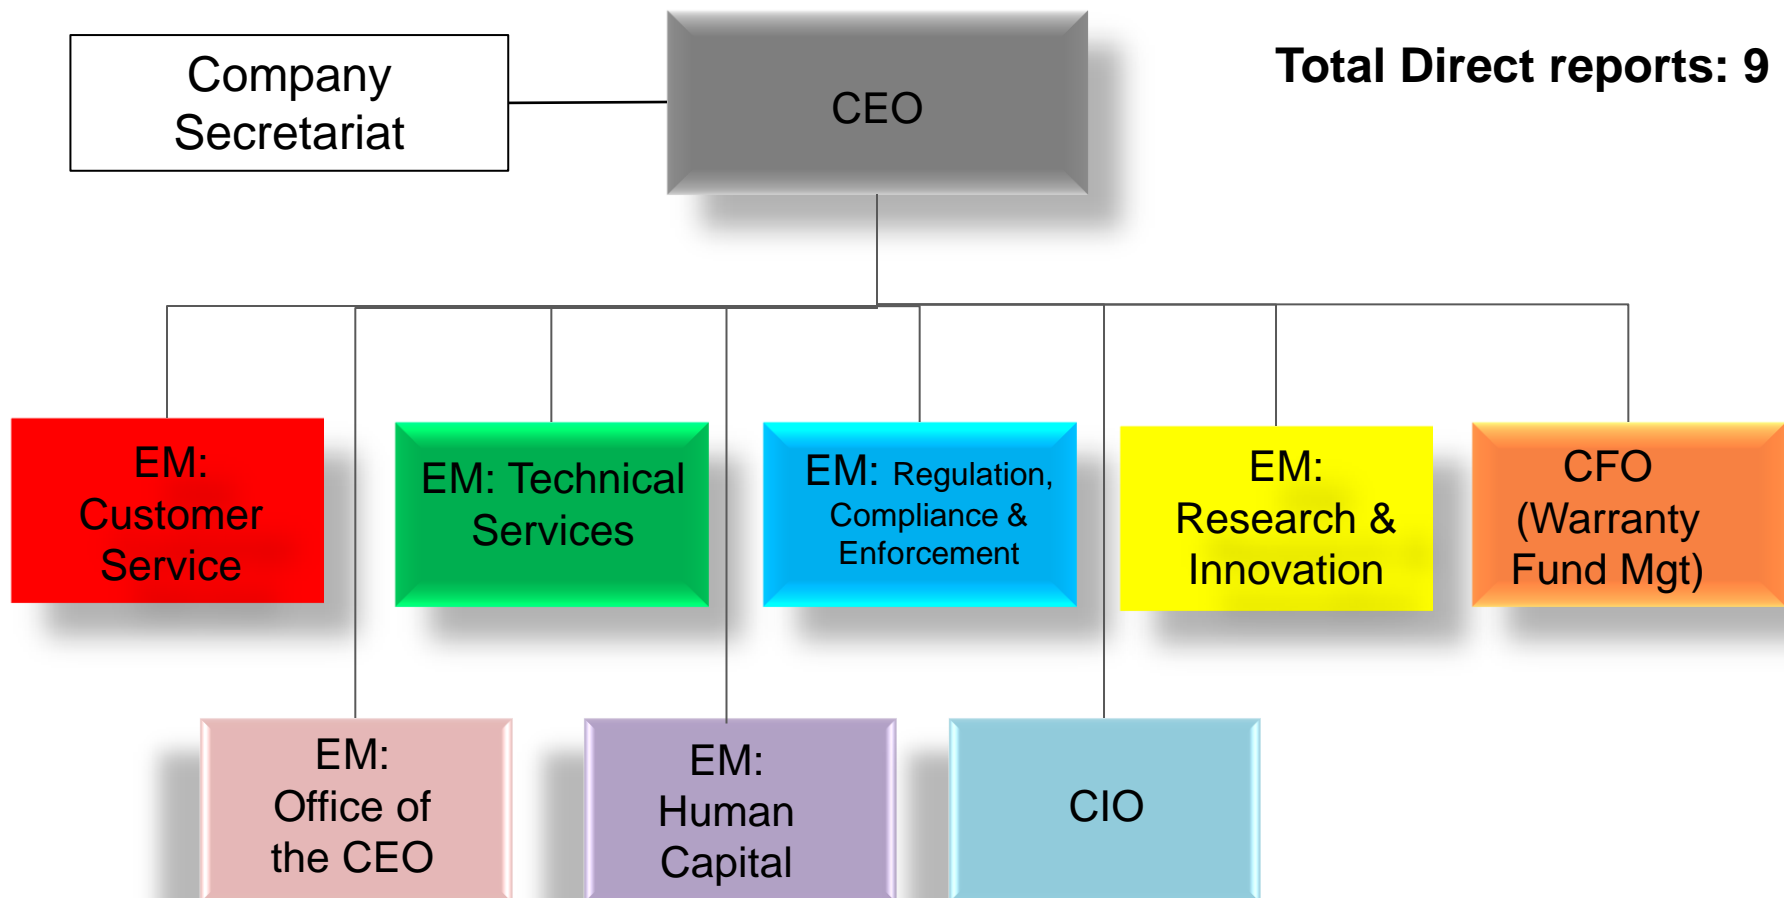 Company
Secretariat
CEO
Total Direct reports: 9
EM:
Customer
Service
EM: Technical
Services
EM: Regulation,
Compliance &
Enforcement
EM:
Research &
Innovation
CFO
(Warranty
Fund Mgt)
EM:
Office of
the CEO
EM:
Human
Capital
CIO